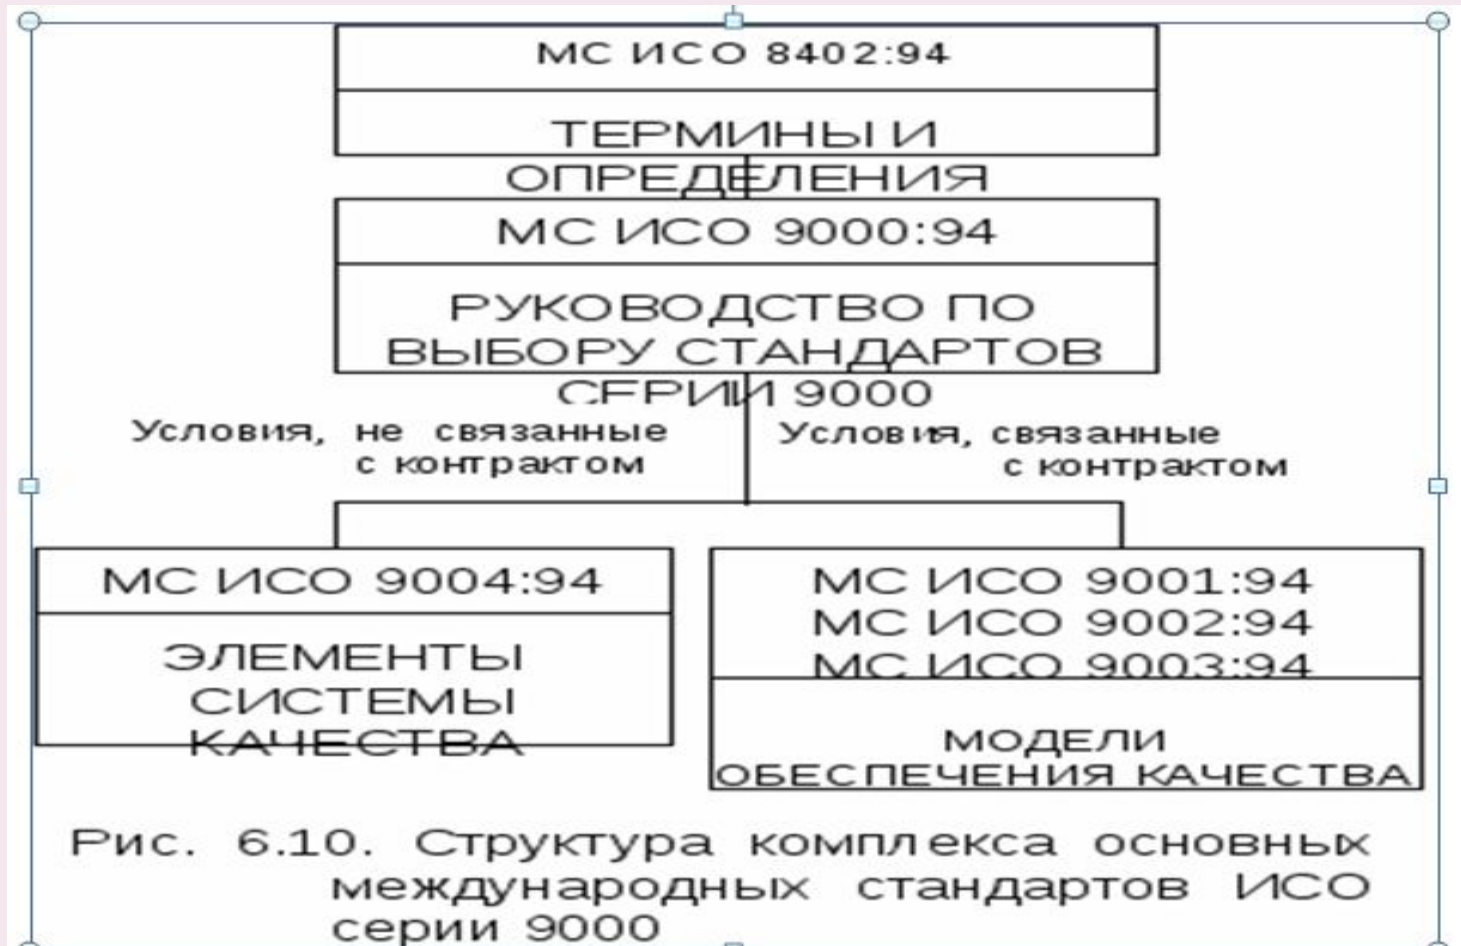 МС ИСО 8402:94
ТЕРМИНЫ И
ОПРЕДЕЛЕНИЯ
МС ИСО 9000:94
РУКОВОДСТВО ПО
ВЫБОРУ СТАНДАРТОВ
СЕРИИ 9000
Условия, не связанные
с контрактом
Условия, связанные
с контрактом
МС ИСО 9004:94
ЭЛЕМЕНТЫ
СИСТЕМЫ
КАЧЕСТВА
МС ИСО 9001:94
МС ИСО 9002:94
МС ИСО 9003:94
МОДЕЛИ
ОБЕСПЕЧЕНИЯ КАЧЕСТВА
Рис. 6.10. Структура комплекса основных
международных стандартов ИСО
серии 9000